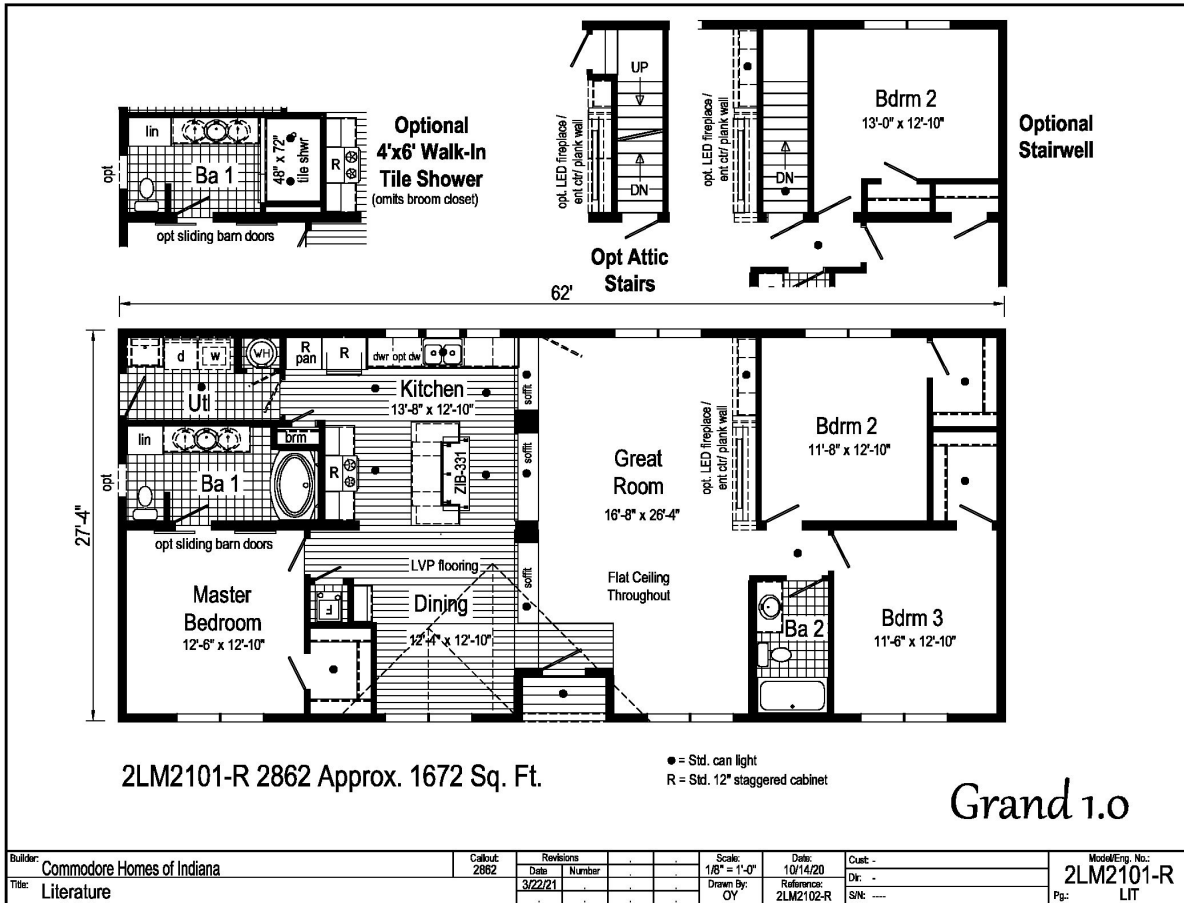 lin
Ba 1
48" x 72"
tile shwr
R
opt
opt sliding barn doors
Optional
4'x6' Walk-In
Tile Shower
(omits broom closet)
opt. LED fireplace /
ent ctr/ plank wall
UP
DN
Opt Attic
Stairs
opt. LED fireplace /
ent ctr/ plank wall
DN
Bdrm 2
13'-0" x 12'-10"
Optional
Stairwell
62'
27'-4"
d
w
WH
Utl
R
pan
R
dwr opt dw
Kitchen
13'-8" x 12'-10"
soffit
lin
Ba 1
brm
R
opt
opt sliding barn doors
ZIB-331
soffit
Great
Room
16'-8" x 26'-4"
opt. LED fireplace /
ent ctr/ plank wall
Bdrm 2
11'-8" x 12'-10"
Master
Bedroom
12'-6" x 12'-10"
F
LVP flooring
Dining
12'-4" x 12'-10"
soffit
Flat Ceiling
Throughout
Ba 2
Bdrm 3
11'-6" x 12'-10"
2LM2101-R 2862 Approx. 1672 Sq. Ft.
= Std. can light
R = Std. 12" staggered cabinet
Grand 1.0
Builder: Commodore Homes of Indiana
Title: Literature
Callout:
2862
Revisions
Date Number
3/22/21
Scale:
1/8" = 1'-0"
Drawn By:
OY
Date:
10/14/20
Reference:
2LM2102-R
Cust: -
Dir: -
S/N: ----
Model/Eng. No.:
2LM2101-R
Pg.: LIT